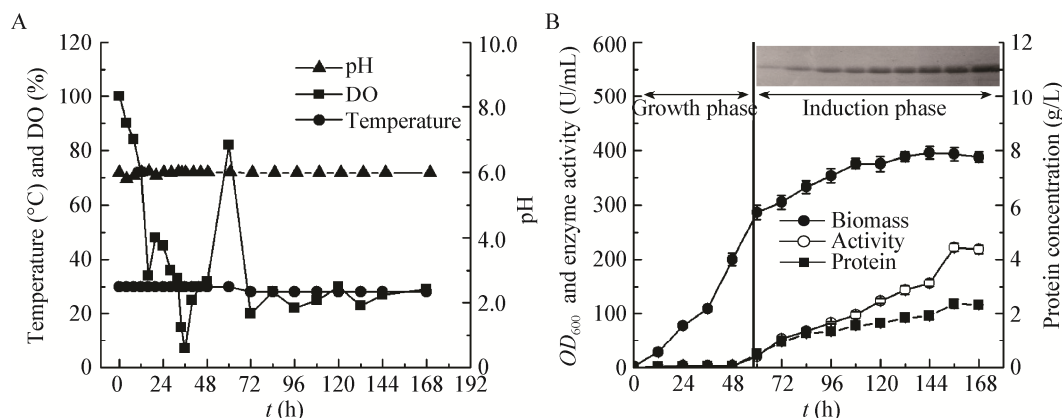 A
120
100
80
60
40
20
0
Temperature (°C) and DO (%)
10.0
8.0
6.0
4.0
2.0
0
pH
pH
DO
Temperature
0 24 48 72 96 120 144 168 192
t (h)
B
600
500
400
300
200
100
0
OD600 and enzyme activity (U/mL)
12
10
8
6
4
2
0
Protein concentration (g/L)
Growth phase
Induction phase
Biomass
Activity
Protein
0 24 48 72 96 120 144 168
t (h)